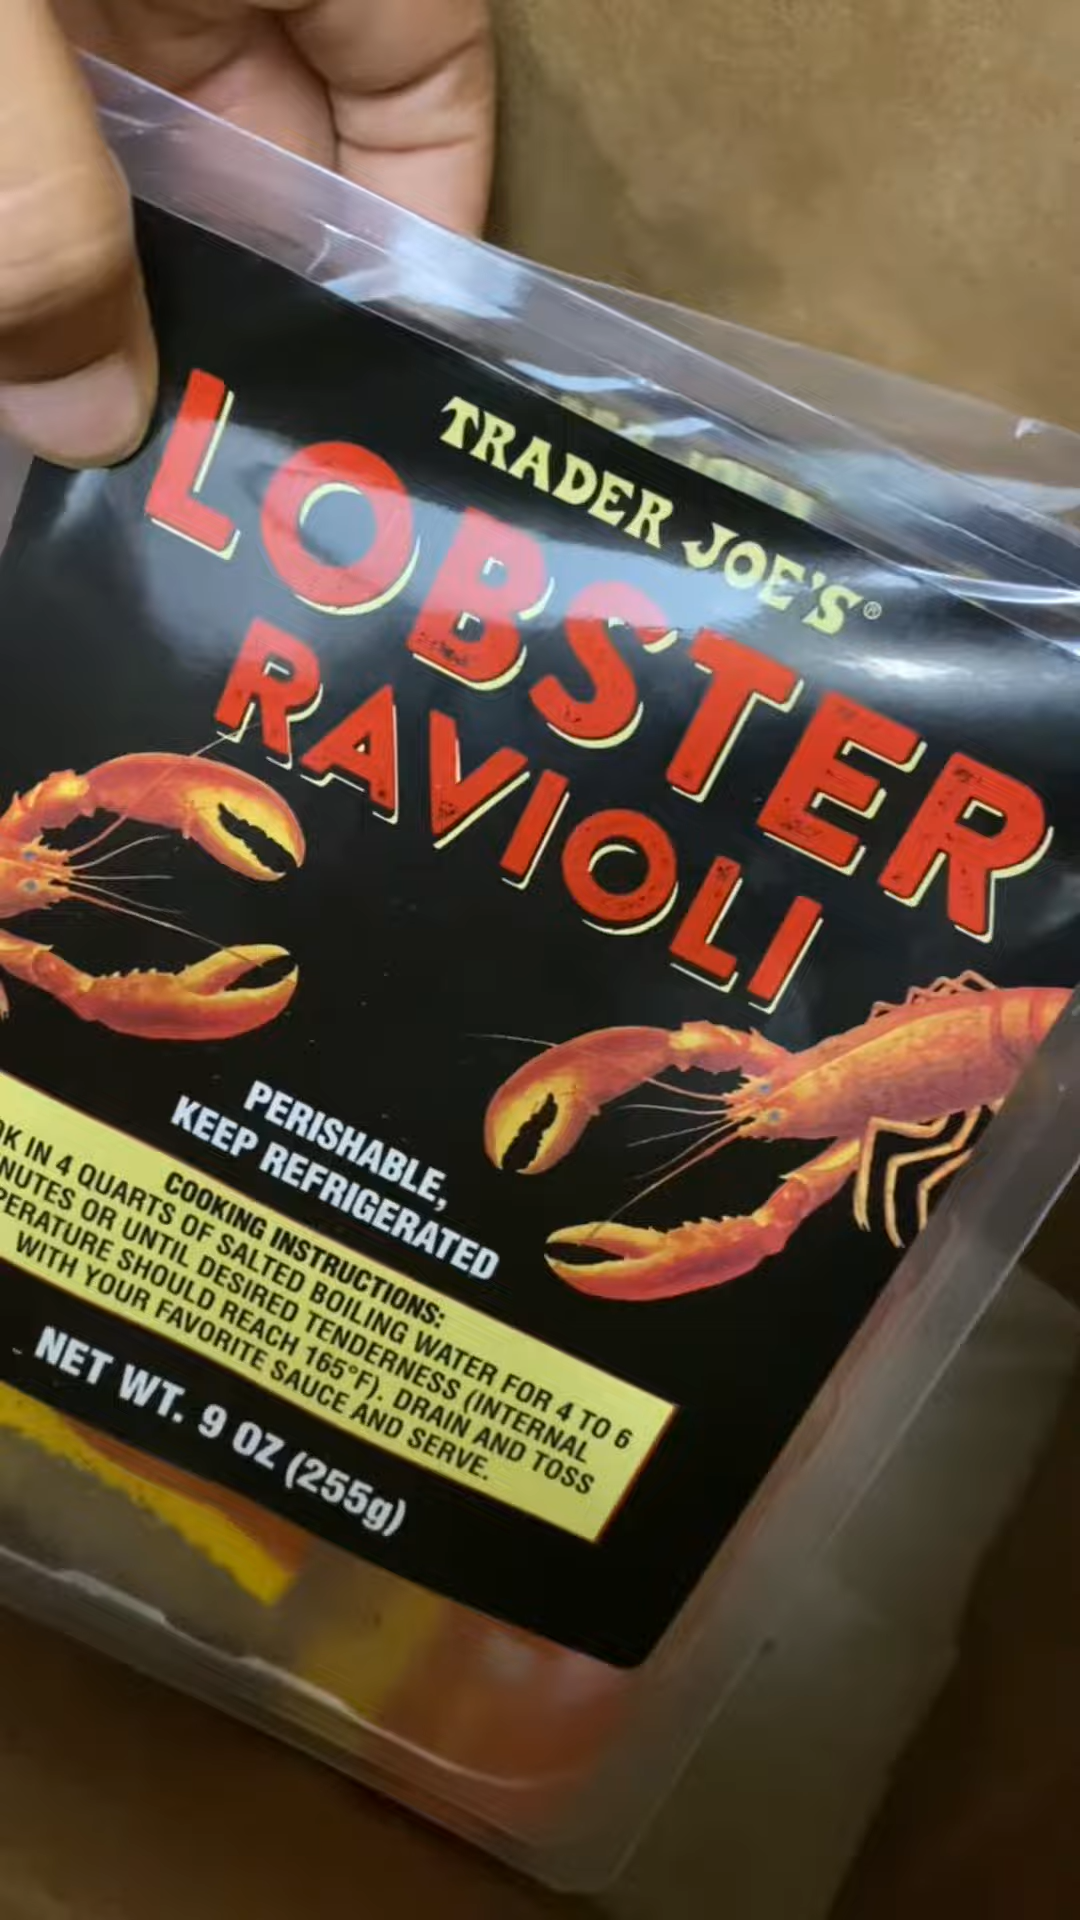 TRADER JOE'S®
LOBSTER
RAVIOLI
PERISHABLE,
KEEP REFRIGERATED
COOKING INSTRUCTIONS:
IN 4 QUARTS OF SALTED BOILING WATER FOR 4 TO 6
OR UNTIL DESIRED TENDERNESS (INTERNAL
SHOULD REACH 165°F). DRAIN AND TOSS
WITH YOUR FAVORITE SAUCE AND SERVE.
NET WT. 9 OZ (255g)